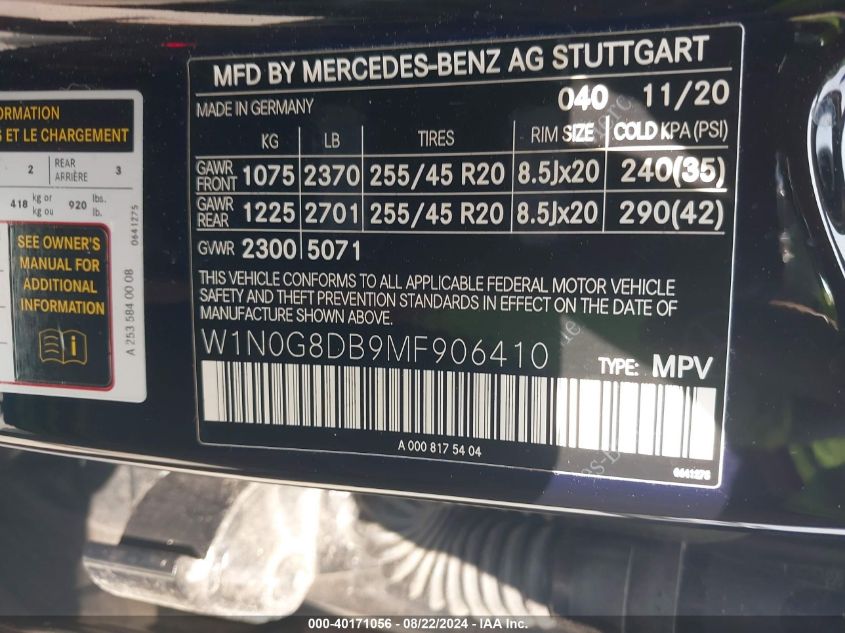 ORMATION
ET LE CHARGEMENT
2 REAR ARRIÈRE 3
418 kg or kg ou 920 lbs. lb.
SEE OWNER'S
MANUAL FOR
ADDITIONAL
INFORMATION
0641275
A 253 584 00 08
MFD BY MERCEDES-BENZ AG STUTTGART
MADE IN GERMANY 040 11/20
KG LB TIRES RIM SIZE COLD KPA (PSI)
GAWR FRONT 1075 2370 255/45 R20 8.5Jx20 240(35)
GAWR REAR 1225 2701 255/45 R20 8.5Jx20 290(42)
GVWR 2300 5071
THIS VEHICLE CONFORMS TO ALL APPLICABLE FEDERAL MOTOR VEHICLE
SAFETY AND THEFT PREVENTION STANDARDS IN EFFECT ON THE DATE OF
MANUFACTURE SHOWN ABOVE.
W1N0G8DB9MF906410 TYPE: MPV
A 000 817 54 04
0641275
000-40171056 - 08/22/2024 - IAA Inc.